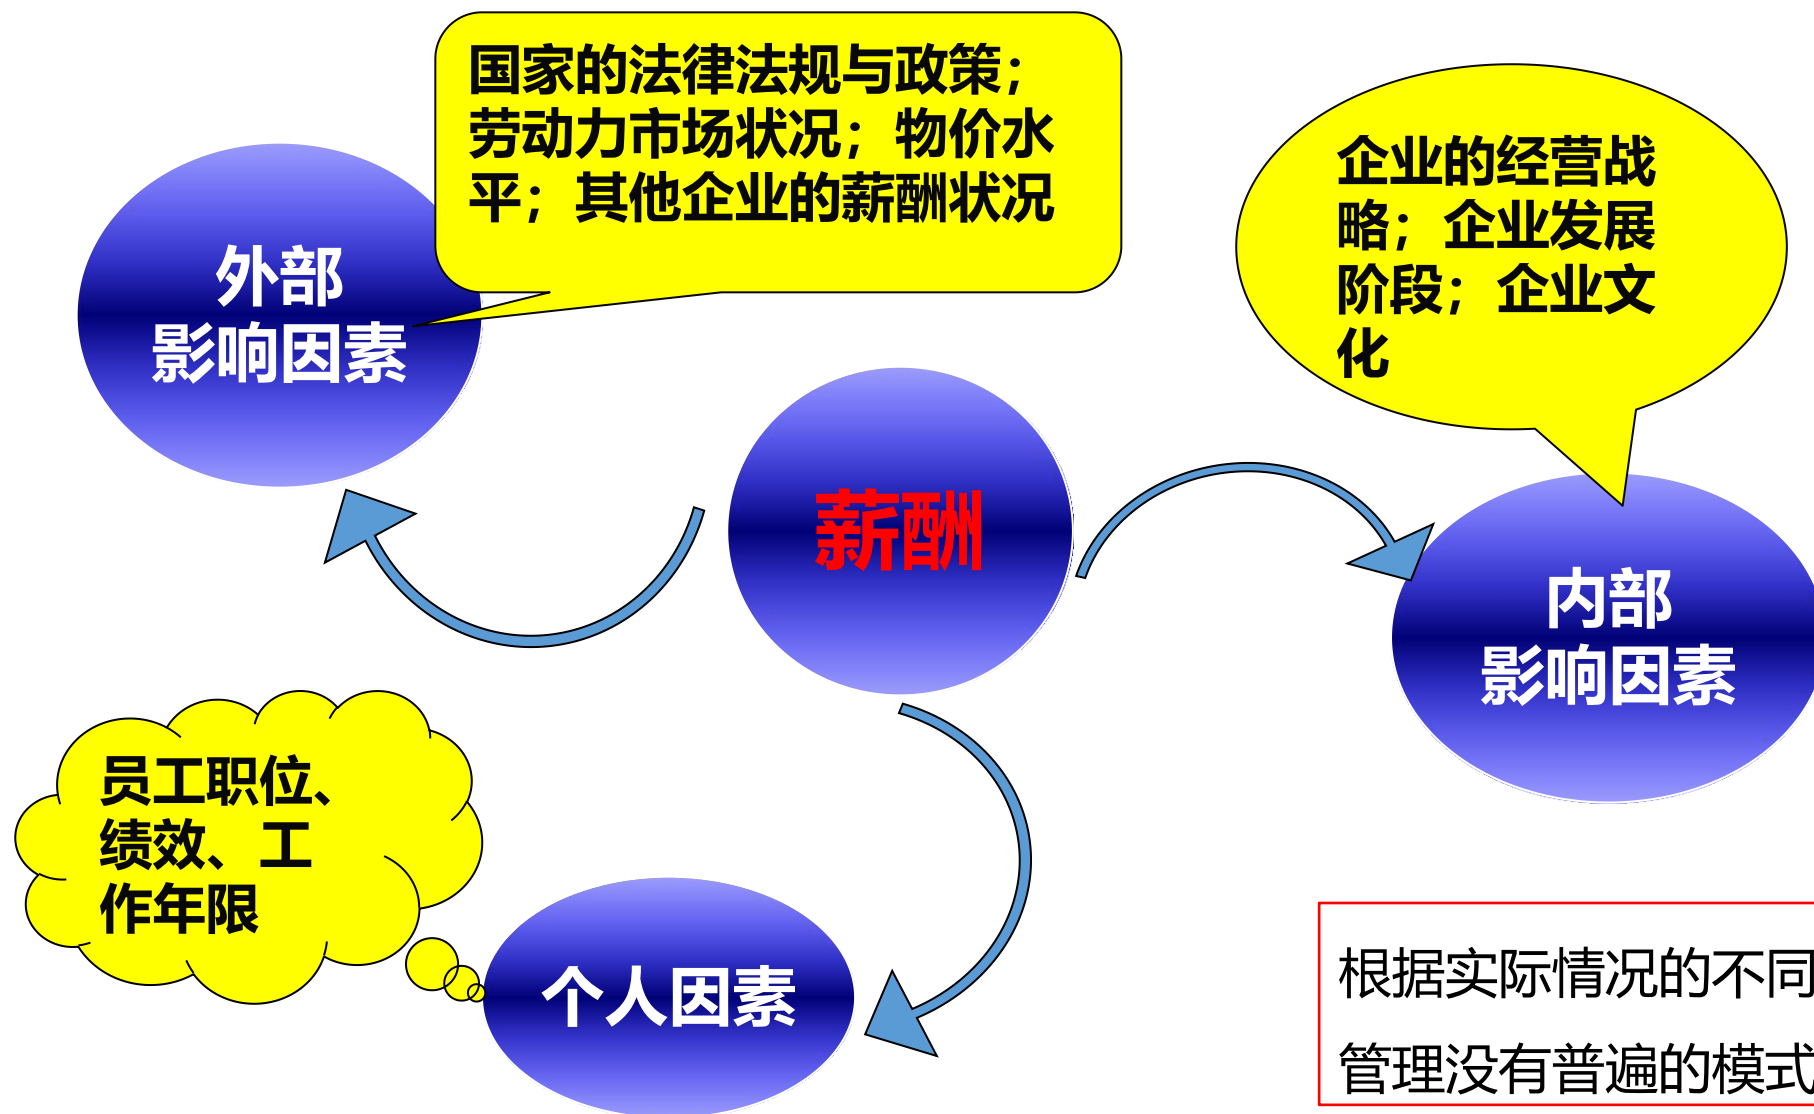 国家的法律法规与政策；
劳动力市场状况；物价水
平；其他企业的薪酬状况
企业的经营战
略；企业发展
阶段；企业文
化
外部
影响因素
薪酬
内部
影响因素
员工职位、
绩效、工
作年限
个人因素
根据实际情况的不同
管理没有普遍的模式